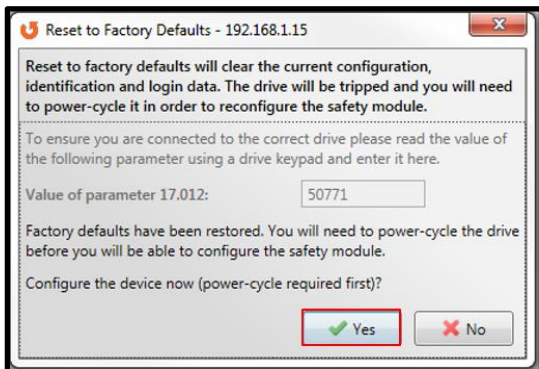 Reset to Factory Defaults - 192.168.1.15
Reset to factory defaults will clear the current configuration,
identification and login data. The drive will be tripped and you will need
to power-cycle it in order to reconfigure the safety module.
To ensure you are connected to the correct drive please read the value of
the following parameter using a drive keypad and enter it here.
Value of parameter 17.012: 50771
Factory defaults have been restored. You will need to power-cycle the drive
before you will be able to configure the safety module.
Configure the device now (power-cycle required first)?
Yes No